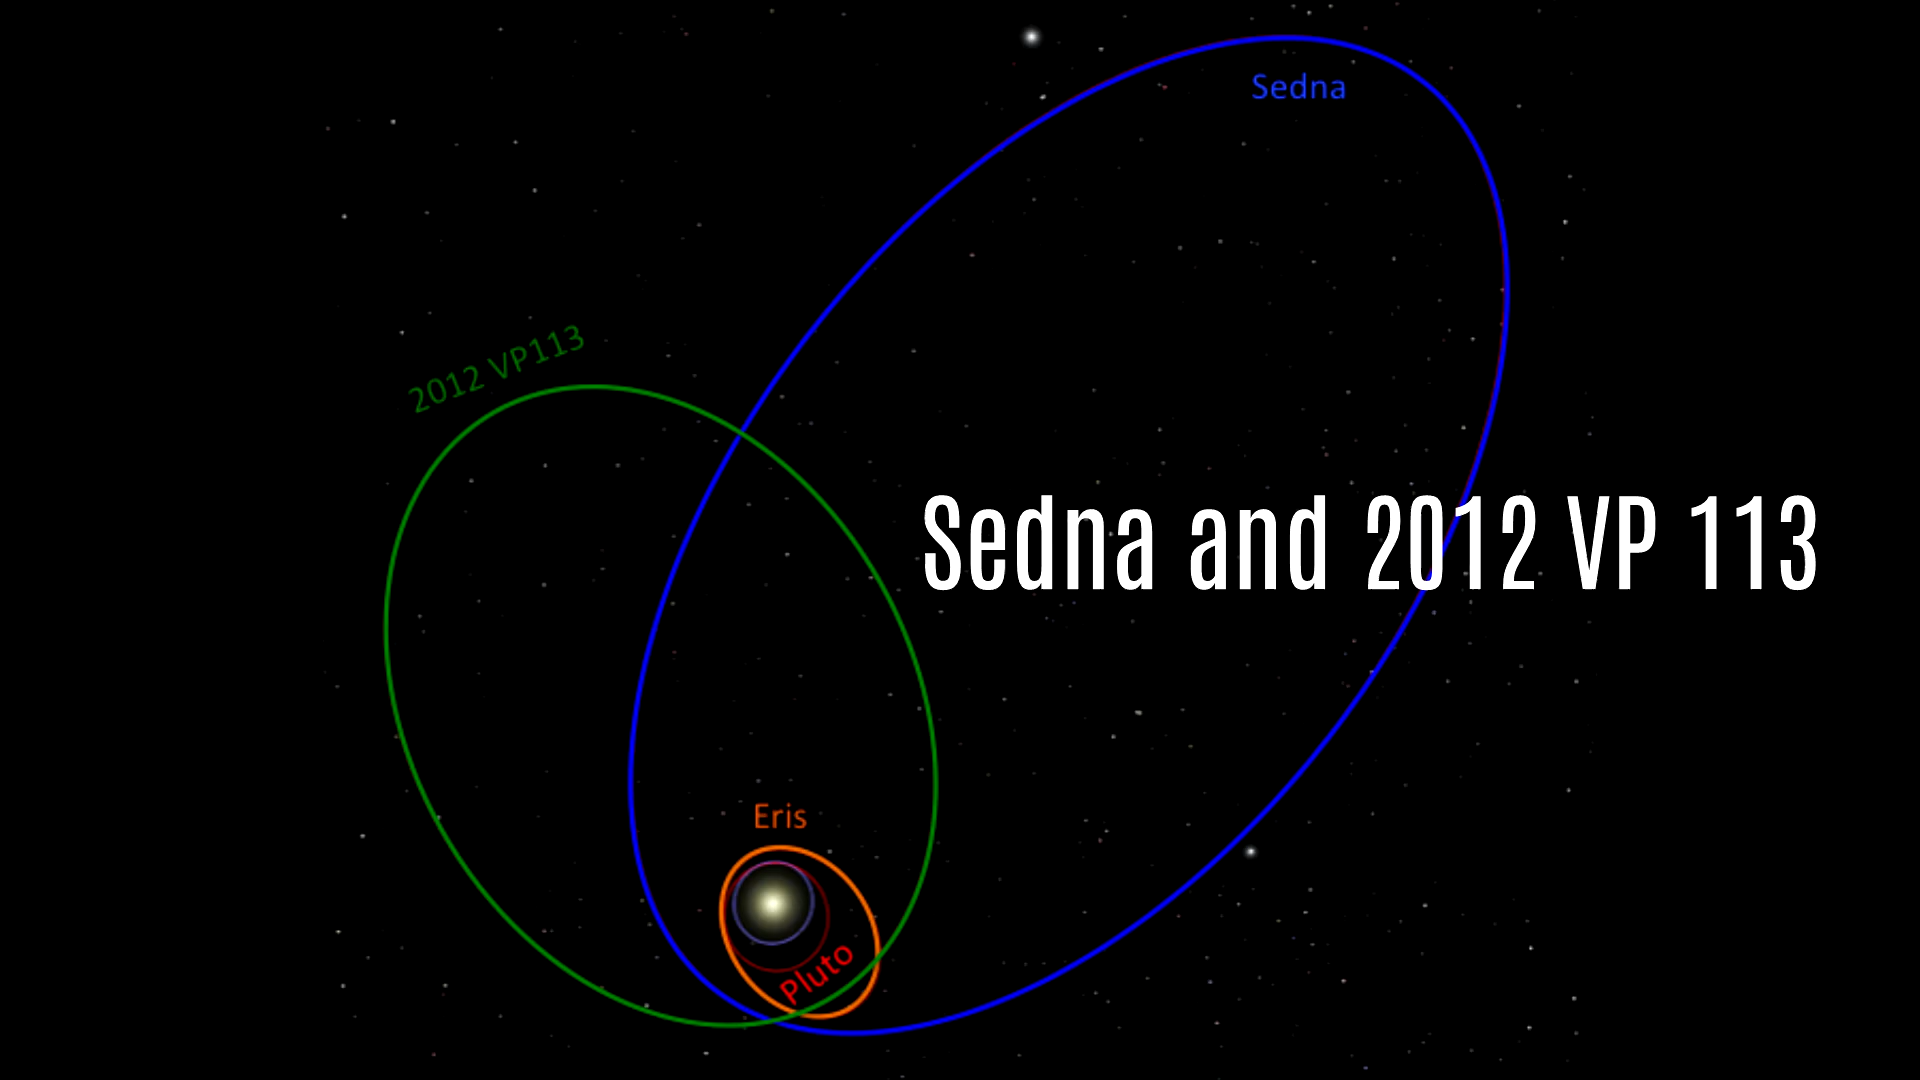 Sedna
2012 VP113
Sedna and 2012 VP 113
Eris
Pluto